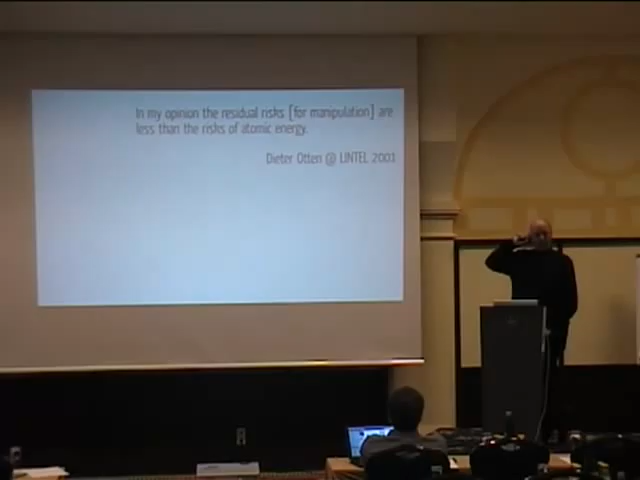 In my opinion the residual risks [for manipulation] are
less than the risks of atomic energy.
Dieter Otten @ LINTEL 2001